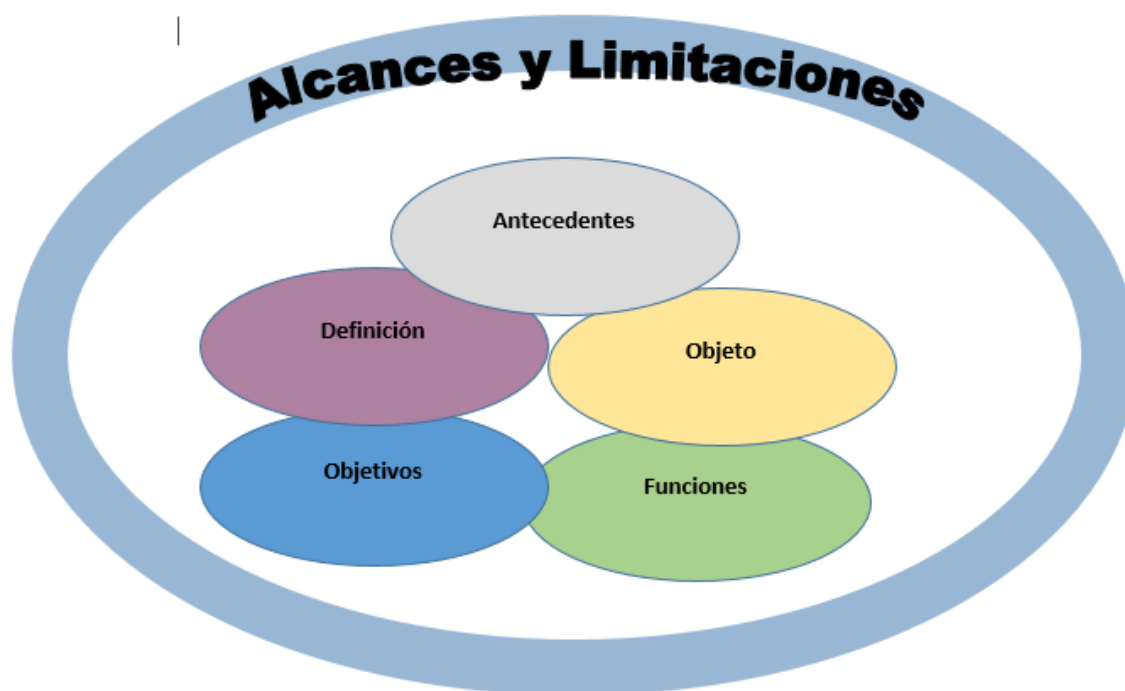 Alcances y Limitaciones
Antecedentes
Definición
Objeto
Objetivos
Funciones